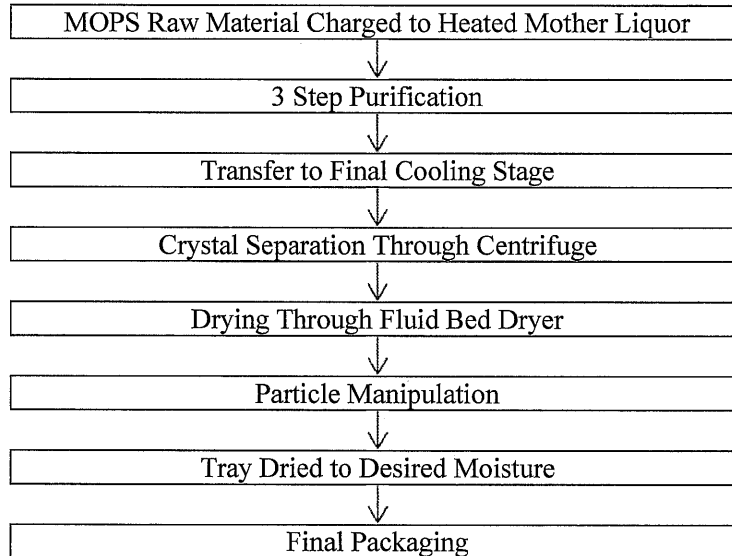 MOPS Raw Material Charged to Heated Mother Liquor
3 Step Purification
Transfer to Final Cooling Stage
Crystal Separation Through Centrifuge
Drying Through Fluid Bed Dryer
Particle Manipulation
Tray Dried to Desired Moisture
Final Packaging